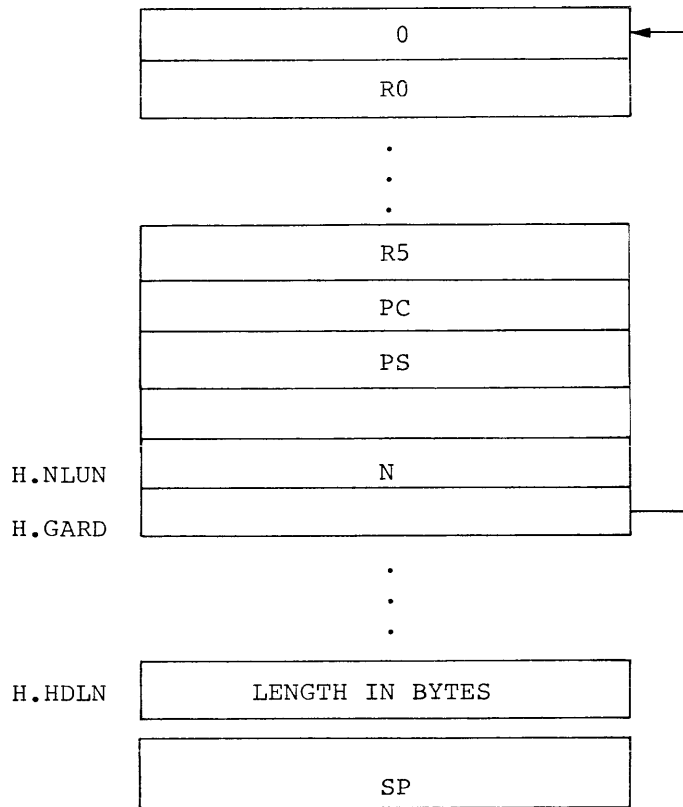 0
R0
R5
PC
PS
H.NLUN N
H.GARD
H.HDLN LENGTH IN BYTES
SP